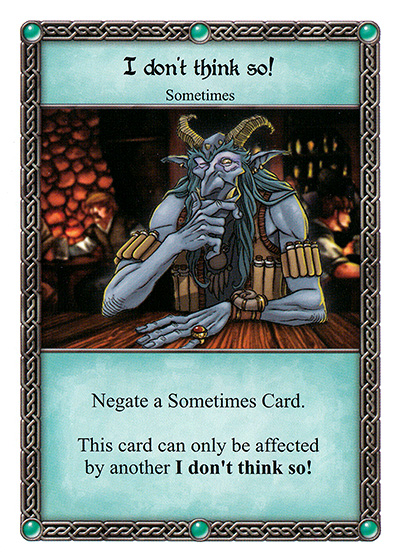 I don't think so!
Sometimes
Negate a Sometimes Card.
This card can only be affected
by another I don't think so!